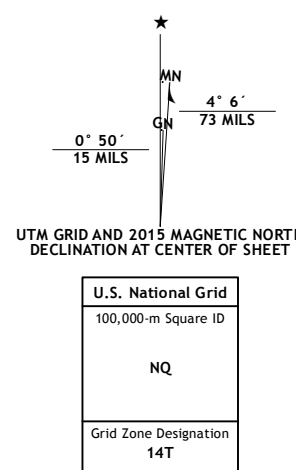 ★
MN
GN
4° 6´
73 MILS
0° 50´
15 MILS
UTM GRID AND 2015 MAGNETIC NORTH
DECLINATION AT CENTER OF SHEET
U.S. National Grid
100,000-m Square ID
NQ
Grid Zone Designation
14T